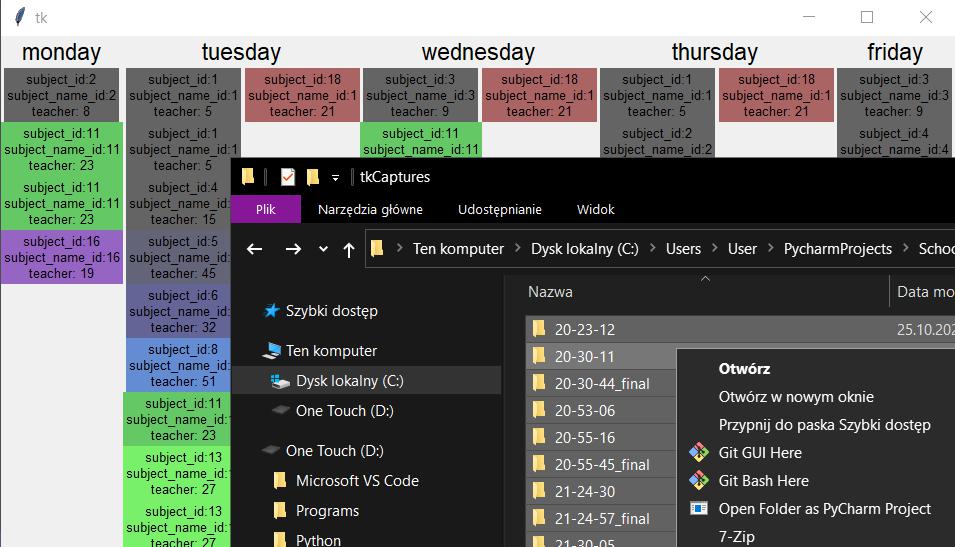 tk
monday
tuesday
wednesday
thursday
friday
subject_id:2
subject_name_id:2
teacher: 8
subject_id:11
subject_name_id:11
teacher: 23
subject_id:11
subject_name_id:11
teacher: 23
subject_id:16
subject_name_id:16
teacher: 19
subject_id:1
subject_name_id:1
teacher: 5
subject_id:1
subject_name_id:1
teacher: 5
subject_id:4
subject_name_id:
teacher: 15
subject_id:5
subject_name_id:
teacher: 45
subject_id:6
subject_name_id:
teacher: 32
subject_id:8
subject_name_id:
teacher: 51
subject_id:11
subject_name_id:1
teacher: 23
subject_id:13
subject_name_id:1
teacher: 27
subject_id:13
subject_name_id:1
teacher: 27
subject_id:18
subject_name_id:1
teacher: 21
subject_id:3
subject_name_id:3
teacher: 9
subject_id:11
subject_name_id:11
subject_id:18
subject_name_id:1
teacher: 21
subject_id:1
subject_name_id:1
teacher: 5
subject_id:2
subject_name_id:2
subject_id:18
subject_name_id:1
teacher: 21
subject_id:3
subject_name_id:3
teacher: 9
subject_id:4
subject_name_id:4
tkCaptures
Plik
Narzędzia główne
Udostępnianie
Widok
Ten komputer
Dysk lokalny (C:)
Users
User
PycharmProjects
Schoo
Szybki dostęp
Ten komputer
Dysk lokalny (C:)
One Touch (D:)
One Touch (D:)
Microsoft VS Code
Programs
Python
Nazwa
Data mo
20-23-12
25.10.202
20-30-11
20-30-44_final
20-53-06
20-55-16
20-55-45_final
21-24-30
21-24-57_final
21-30-05
Otwórz
Otwórz w nowym oknie
Przypnij do paska Szybki dostęp
Git GUI Here
Git Bash Here
Open Folder as PyCharm Project
7-Zip